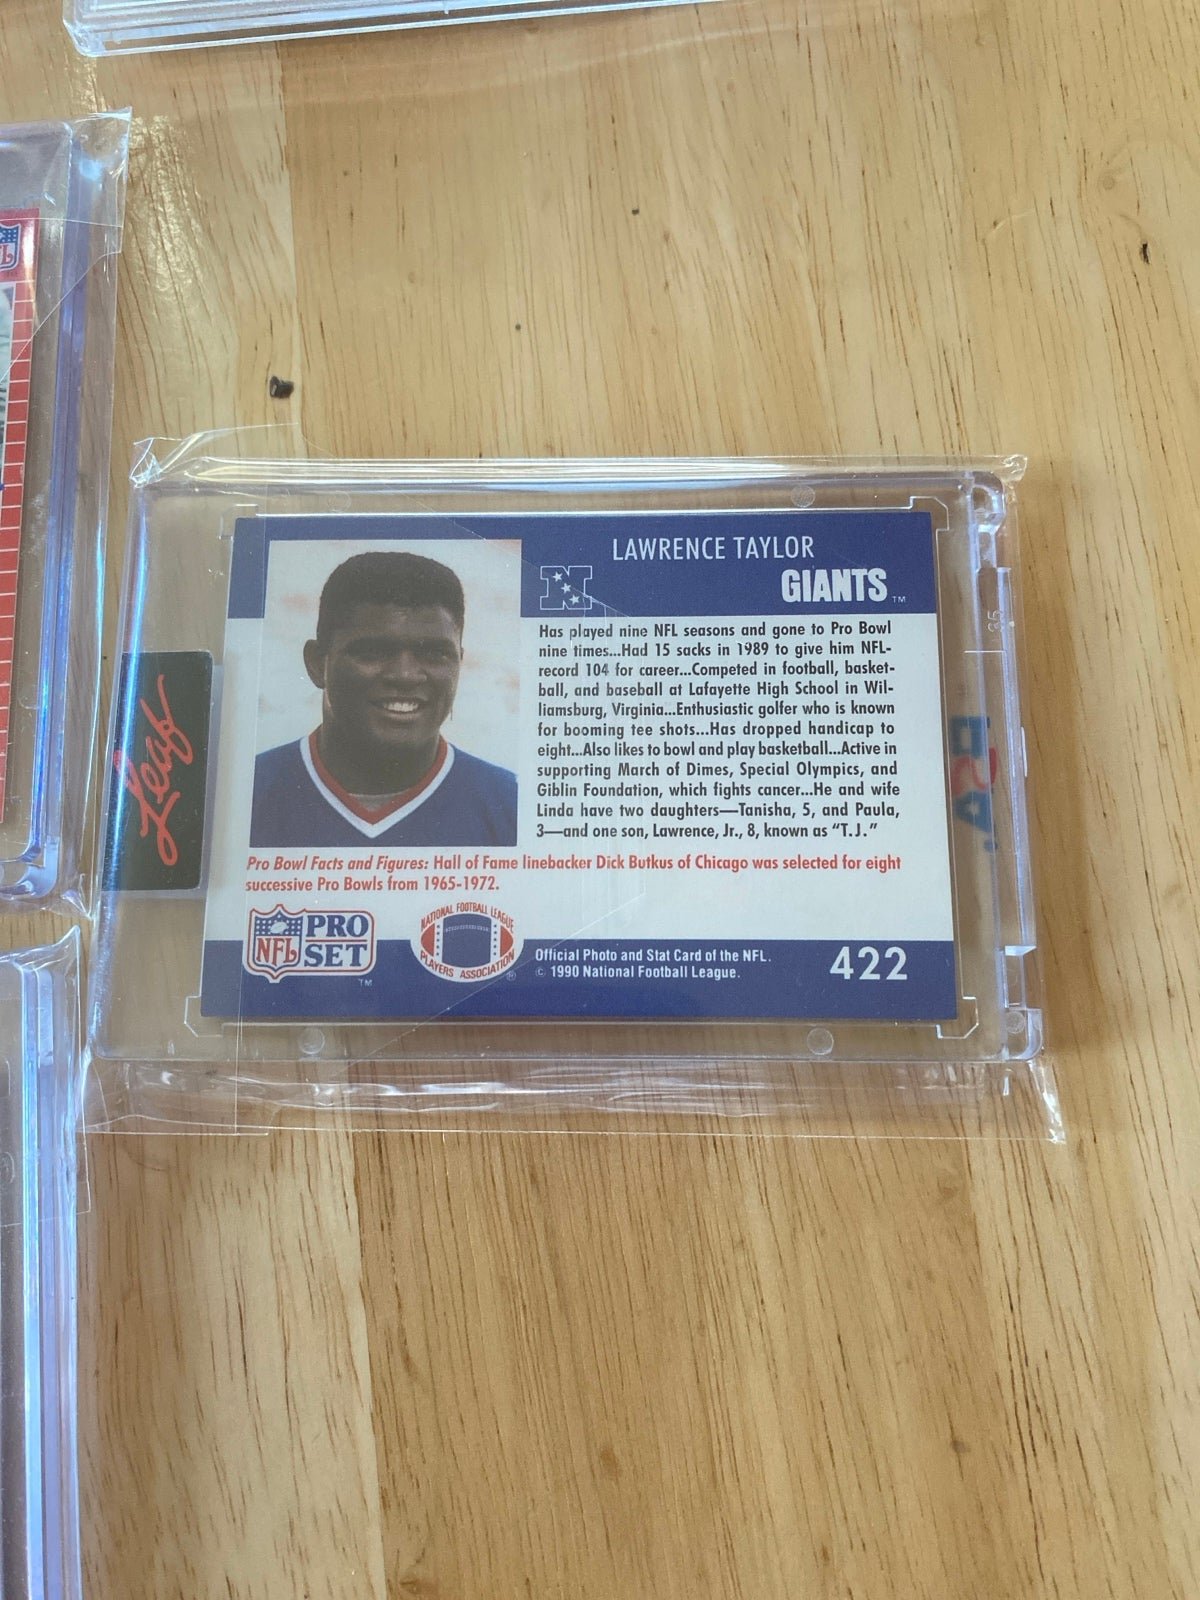 LAWRENCE TAYLOR
N
GIANTS TM
Has played nine NFL seasons and gone to Pro Bowl
nine times...Had 15 sacks in 1989 to give him NFL-
record 104 for career...Competed in football, basket-
ball, and baseball at Lafayette High School in Wil-
liamsburg, Virginia...Enthusiastic golfer who is known
for booming tee shots...Has dropped handicap to
eight...Also likes to bowl and play basketball...Active in
supporting March of Dimes, Special Olympics, and
Giblin Foundation, which fights cancer...He and wife
Linda have two daughters—Tanisha, 5, and Paula,
3—and one son, Lawrence, Jr., 8, known as "T.J."
Pro Bowl Facts and Figures: Hall of Fame linebacker Dick Butkus of Chicago was selected for eight
successive Pro Bowls from 1965-1972.
NFL PRO
SET TM
NATIONAL FOOTBALL LEAGUE
PLAYERS ASSOCIATION ®
Official Photo and Stat Card of the NFL.
© 1990 National Football League.
422
Leaf